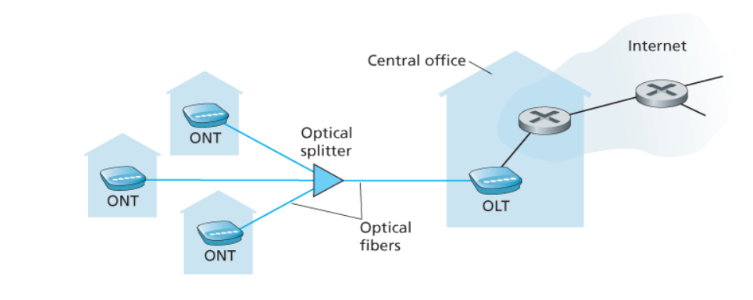 Internet
Central office
ONT
Optical
splitter
ONT
OLT
Optical
fibers
ONT